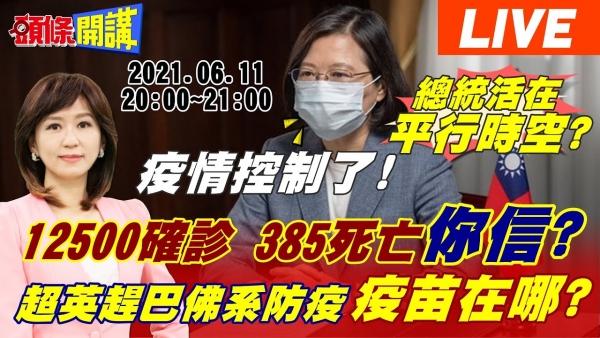 頭條開講
LIVE
2021.06.11
20:00~21:00
總統活在
平行時空?
疫情控制了!
12500確診 385死亡你信?
超英趕巴佛系防疫疫苗在哪?